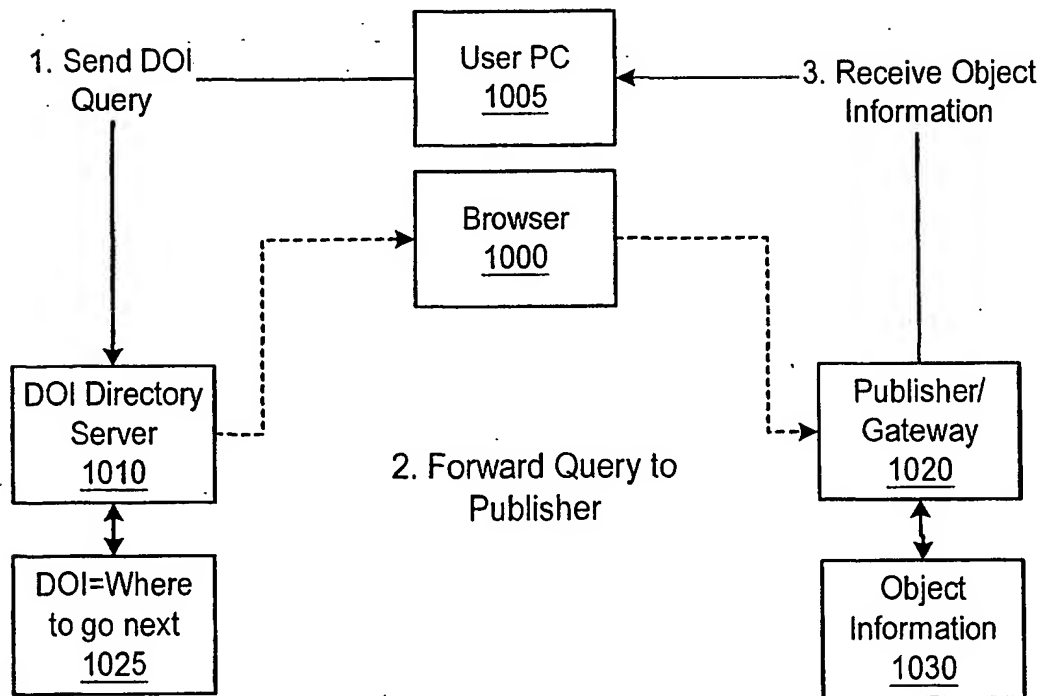 1. Send DOI
Query
User PC
1005
3. Receive Object
Information
Browser
1000
DOI Directory
Server
1010
2. Forward Query to
Publisher
Publisher/
Gateway
1020
DOI=Where
to go next
1025
Object
Information
1030